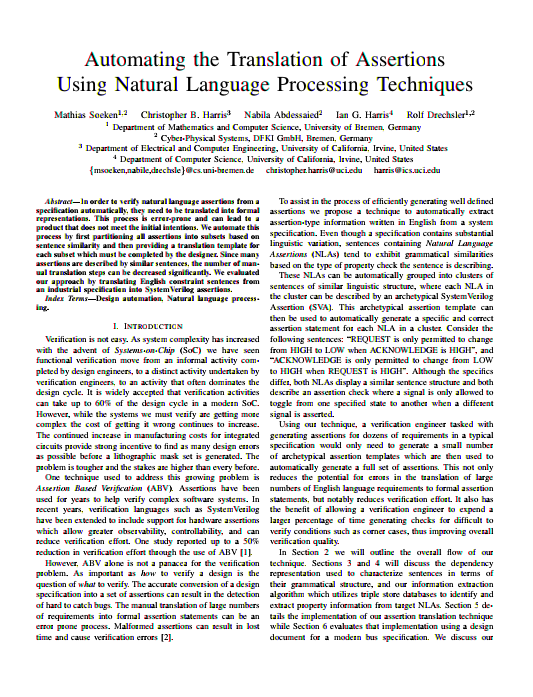 Automating the Translation of Assertions
Using Natural Language Processing Techniques
Mathias Soeken1,2 Christopher B. Harris3 Nabila Abdessaied2 Ian G. Harris4 Rolf Drechsler1,2
1 Department of Mathematics and Computer Science, University of Bremen, Germany
2 Cyber-Physical Systems, DFKI GmbH, Bremen, Germany
3 Department of Electrical and Computer Engineering, University of California, Irvine, United States
4 Department of Computer Science, University of California, Irvine, United States
{msoeken,nabile,drechsle}@cs.uni-bremen.de christopher.harris@uci.edu harris@ics.uci.edu
Abstract—In order to verify natural language assertions from a
specification automatically, they need to be translated into formal
representations. This process is error-prone and can lead to a
product that does not meet the initial intentions. We automate this
process by first partitioning all assertions into subsets based on
sentence similarity and then providing a translation template for
each subset which must be completed by the designer. Since many
assertions are described by similar sentences, the number of man-
ual translation steps can be decreased significantly. We evaluated
our approach by translating English constraint sentences from
an industrial specification into SystemVerilog assertions.
Index Terms—Design automation, Natural language process-
ing.
I. INTRODUCTION
Verification is not easy. As system complexity has increased
with the advent of Systems-on-Chip (SoC) we have seen
functional verification move from an informal activity com-
pleted by design engineers, to a distinct activity undertaken by
verification engineers, to an activity that often dominates the
design cycle. It is widely accepted that verification activities
can take up to 60% of the design cycle in a modern SoC.
However, while the systems we must verify are getting more
complex the cost of getting it wrong continues to increase.
The continued increase in manufacturing costs for integrated
circuits provide strong incentive to find as many design errors
as possible before a lithographic mask set is generated. The
problem is tougher and the stakes are higher than every before.
One technique used to address this growing problem is
Assertion Based Verification (ABV). Assertions have been
used for years to help verify complex software systems. In
recent years, verification languages such as SystemVerilog
have been extended to include support for hardware assertions
which allow greater observability, controllability, and can
reduce verification effort. One study reported up to a 50%
reduction in verification effort through the use of ABV [1].
However, ABV alone is not a panacea for the verification
problem. As important as how to verify a design is the
question of what to verify. The accurate conversion of a design
specification into a set of assertions can result in the detection
of hard to catch bugs. The manual translation of large numbers
of requirements into formal assertion statements can be an
error prone process. Malformed assertions can result in lost
time and cause verification errors [2].
To assist in the process of efficiently generating well defined
assertions we propose a technique to automatically extract
assertion-type information written in English from a system
specification. Even though a specification contains substantial
linguistic variation, sentences containing Natural Language
Assertions (NLAs) tend to exhibit grammatical similarities
based on the type of property check the sentence is describing.
These NLAs can be automatically grouped into clusters of
sentences of similar linguistic structure, where each NLA in
the cluster can be described by an archetypical SystemVerilog
Assertion (SVA). This archetypical assertion template can
then be used to automatically generate a specific and correct
assertion statement for each NLA in a cluster. Consider the
following sentences: “REQUEST is only permitted to change
from HIGH to LOW when ACKNOWLEDGE is HIGH”, and
“ACKNOWLEDGE is only permitted to change from LOW
to HIGH when REQUEST is HIGH”. Although the specifics
differ, both NLAs display a similar sentence structure and both
describe an assertion check where a signal is only allowed to
toggle from one specified state to another when a different
signal is asserted.
Using our technique, a verification engineer tasked with
generating assertions for dozens of requirements in a typical
specification would only need to generate a small number
of archetypical assertion templates which are then used to
automatically generate a full set of assertions. This not only
reduces the potential for errors in the translation of large
numbers of English language requirements to formal assertion
statements, but notably reduces verification effort. It also has
the benefit of allowing a verification engineer to expend a
larger percentage of time generating checks for difficult to
verify conditions such as corner cases, thus improving overall
verification quality.
In Section 2 we will outline the overall flow of our
technique. Sections 3 and 4 will discuss the dependency
representation used to characterize sentences in terms of
their grammatical structure, and our information extraction
algorithm which utilizes triple store databases to identify and
extract property information from target NLAs. Section 5 de-
tails the implementation of our assertion translation technique
while Section 6 evaluates that implementation using a design
document for a modern bus specification. We discuss our